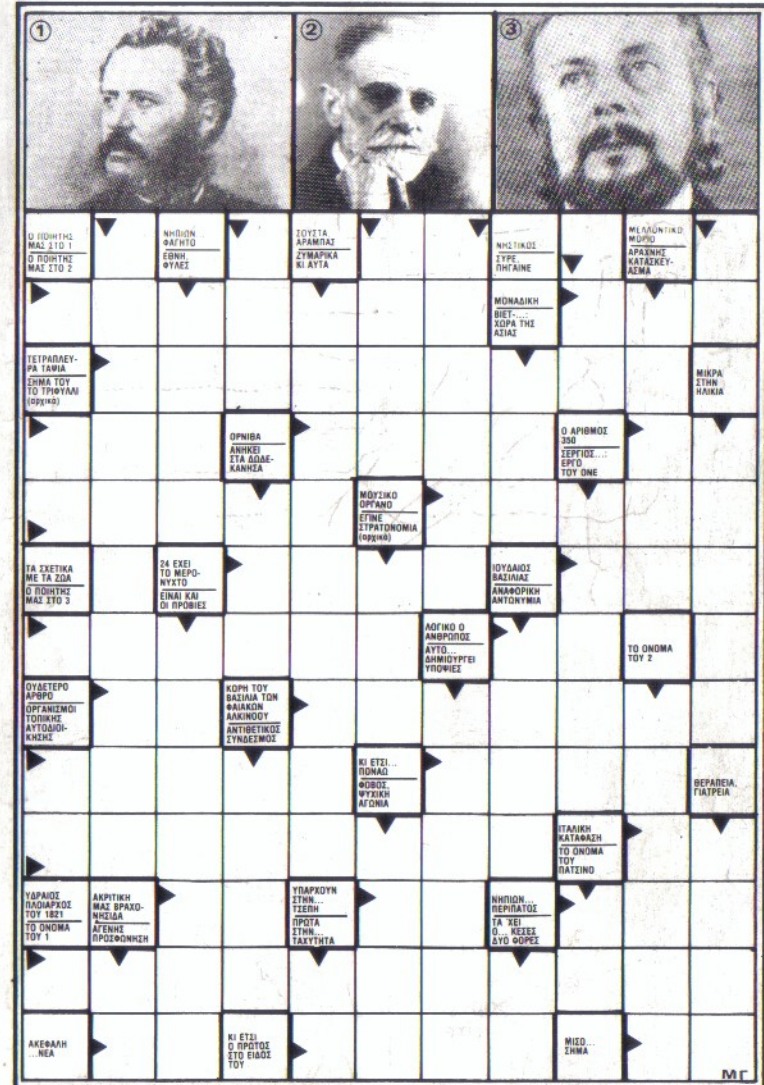 ①
②
③
Ο ΠΟΙΗΤΗΣ
ΜΑΣ ΣΤΟ 1
Ο ΠΟΙΗΤΗΣ
ΜΑΣ ΣΤΟ 2
ΝΗΠΙΩΝ...
ΦΑΓΗΤΟ
ΕΘΝΗ,
ΦΥΛΕΣ
ΣΟΥΣΤΑ,
ΑΡΑΜΠΑΣ
ΖΥΜΑΡΙΚΑ
ΚΙ ΑΥΤΑ
ΝΗΣΤΙΚΟΣ
ΣΥΡΕ,
ΠΗΓΑΙΝΕ
ΜΕΛΛΟΝΤΙΚΟ
ΜΟΡΙΟ
ΑΡΑΧΝΗΣ
ΚΑΤΑΣΚΕΥ-
ΑΣΜΑ
ΜΟΝΑΔΙΚΗ
ΒΙΕΤ-...:
ΧΩΡΑ ΤΗΣ
ΑΣΙΑΣ
ΤΕΤΡΑΠΛΕΥ-
ΡΑ ΤΑΨΙΑ
ΣΗΜΑ ΤΟΥ
ΤΟ ΤΡΙΦΥΛΛΙ
(αρχικά)
ΜΙΚΡΑ
ΣΤΗΝ
ΗΛΙΚΙΑ
ΟΡΝΙΘΑ
ΑΝΗΚΕΙ
ΣΤΑ ΔΩΔΕ-
ΚΑΝΗΣΑ
Ο ΑΡΙΘΜΟΣ
350
ΣΕΡΓΙΟΣ...:
ΕΡΓΟ
ΤΟΥ ΟΝΕ
ΜΟΥΣΙΚΟ
ΟΡΓΑΝΟ
ΕΓΙΝΕ
ΣΤΡΑΤΟΝΟΜΙΑ
(αρχικά)
ΤΑ ΣΧΕΤΙΚΑ
ΜΕ ΤΑ ΖΩΑ
Ο ΠΟΙΗΤΗΣ
ΜΑΣ ΣΤΟ 3
24 ΕΧΕΙ
ΤΟ ΜΕΡΟ-
ΝΥΧΤΟ
ΕΙΝΑΙ ΚΑΙ
ΟΙ ΠΡΟΒΙΕΣ
ΙΟΥΔΑΙΟΣ
ΒΑΣΙΛΙΑΣ
ΑΝΑΦΟΡΙΚΗ
ΑΝΤΩΝΥΜΙΑ
ΛΟΓΙΚΟ Ο
ΑΝΘΡΩΠΟΣ
ΑΥΤΟ...
ΔΗΜΙΟΥΡΓΕΙ
ΥΠΟΨΙΕΣ
ΤΟ ΟΝΟΜΑ
ΤΟΥ 2
ΟΥΔΕΤΕΡΟ
ΑΡΘΡΟ
ΟΡΓΑΝΙΣΜΟΙ
ΤΟΠΙΚΗΣ
ΑΥΤΟΔΙΟΙ-
ΚΗΣΗΣ
ΚΟΡΗ ΤΟΥ
ΒΑΣΙΛΙΑ ΤΩΝ
ΦΑΙΑΚΩΝ
ΑΛΚΙΝΟΟΥ
ΑΝΤΙΘΕΤΙΚΟΣ
ΣΥΝΔΕΣΜΟΣ
ΚΙ ΕΤΣΙ...
ΠΟΝΑΩ
ΦΟΒΟΣ,
ΨΥΧΙΚΗ
ΑΓΩΝΙΑ
ΘΕΡΑΠΕΙΑ,
ΓΙΑΤΡΕΙΑ
ΙΤΑΛΙΚΗ
ΚΑΤΑΦΑΣΗ
ΤΟ ΟΝΟΜΑ
ΤΟΥ
ΠΑΤΣΙΝΟ
ΥΔΡΑΙΟΣ
ΠΛΟΙΑΡΧΟΣ
ΤΟΥ 1821
ΤΟ ΟΝΟΜΑ
ΤΟΥ 1
ΑΚΡΙΤΙΚΗ
ΜΑΣ ΒΡΑΧΟ-
ΝΗΣΙΔΑ
ΑΓΕΝΗΣ
ΠΡΟΣΦΩΝΗΣΗ
ΥΠΑΡΧΟΥΝ
ΣΤΗΝ...
ΤΣΕΠΗ
ΠΡΩΤΑ
ΣΤΗΝ...
ΤΑΧΥΤΗΤΑ
ΝΗΠΙΩΝ...
ΠΕΡΙΠΑΤΟΣ
ΤΑ 'ΧΕΙ
Ο... ΚΕΣΕΣ
ΔΥΟ ΦΟΡΕΣ
ΑΚΕΦΑΛΗ
...ΝΕΑ
ΚΙ ΕΤΣΙ
Ο ΠΡΩΤΟΣ
ΣΤΟ ΕΙΔΟΣ
ΤΟΥ
ΜΙΣΟ...
ΣΗΜΑ
ΜΓ